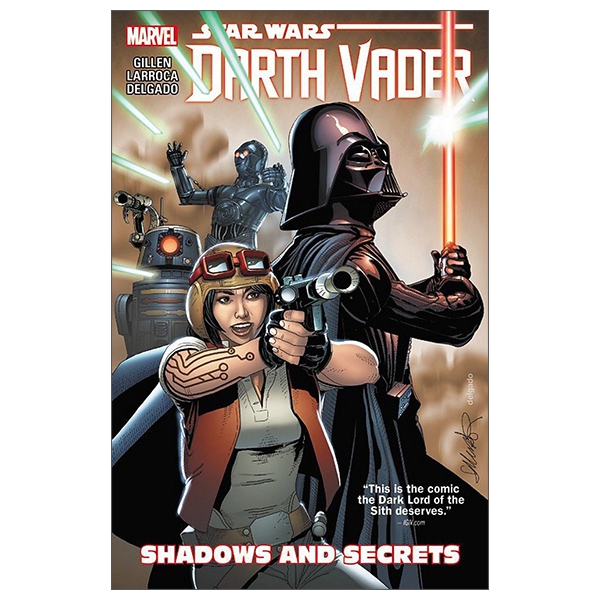 MARVEL
STAR WARS
DARTH VADER
GILLEN
LARROCA
DELGADO
delgado
“This is the comic
the Dark Lord of the
Sith deserves.”
— IGN.com
SHADOWS AND SECRETS